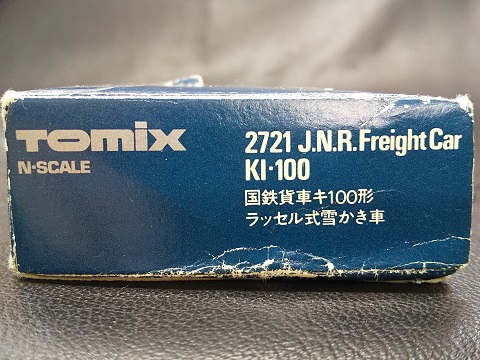 TOMIX
N·SCALE
2721 J.N.R. Freight Car
KI·100
国鉄貨車キ100形
ラッセル式雪かき車